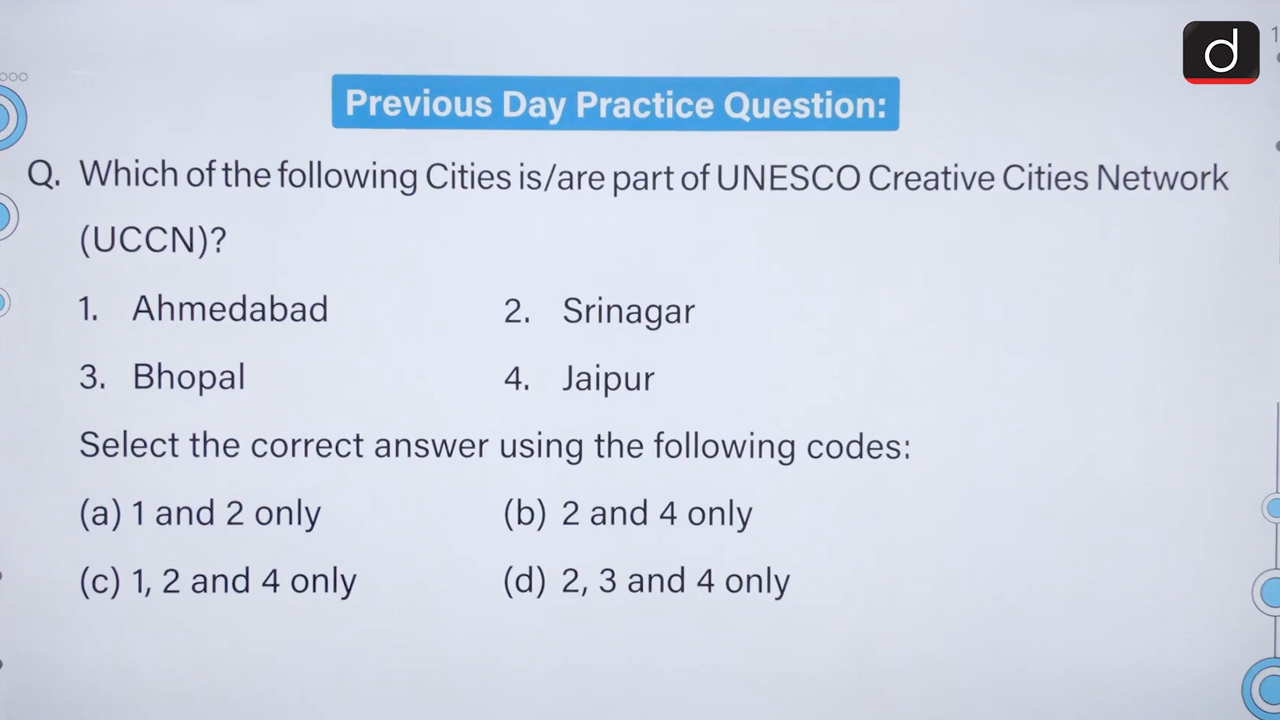 d
1
Previous Day Practice Question:
Q. Which of the following Cities is/are part of UNESCO Creative Cities Network
(UCCN)?
1. Ahmedabad 2. Srinagar
3. Bhopal 4. Jaipur
Select the correct answer using the following codes:
(a) 1 and 2 only (b) 2 and 4 only
(c) 1, 2 and 4 only (d) 2, 3 and 4 only